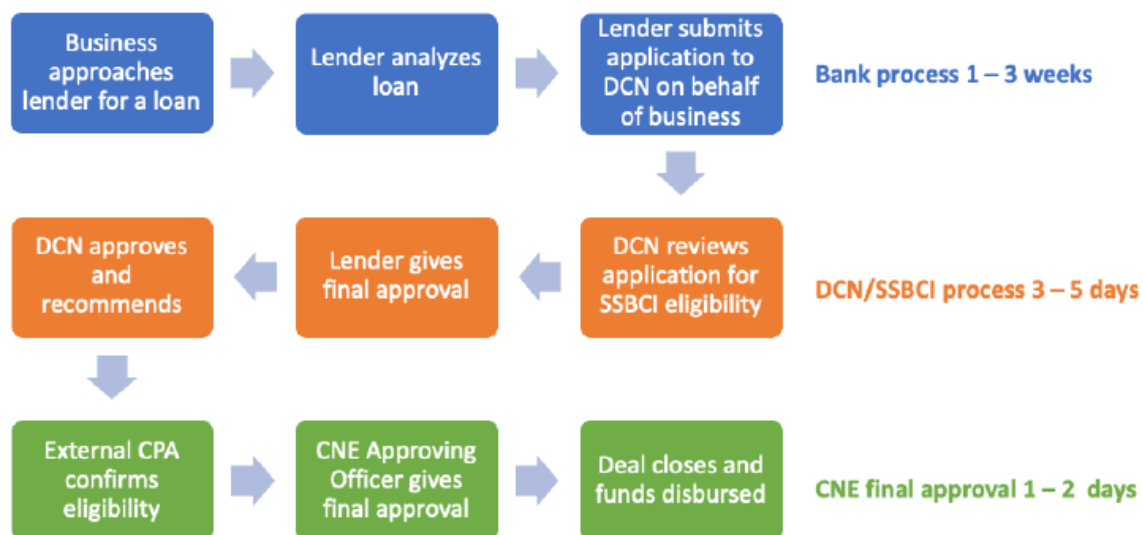 Business
approaches
lender for a loan
Lender analyzes
loan
Lender submits
application to
DCN on behalf
of business
Bank process 1 – 3 weeks
DCN approves
and
recommends
Lender gives
final approval
DCN reviews
application for
SSBCI eligibility
DCN/SSBCI process 3 – 5 days
External CPA
confirms
eligibility
CNE Approving
Officer gives
final approval
Deal closes and
funds disbursed
CNE final approval 1 – 2 days